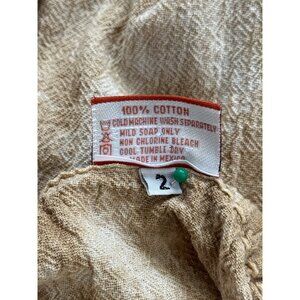 100% COTTON
COLD MACHINE WASH SEPARATELY
MILD SOAP ONLY
NON CHLORINE BLEACH
COOL TUMBLE DRY
MADE IN MEXICO
2